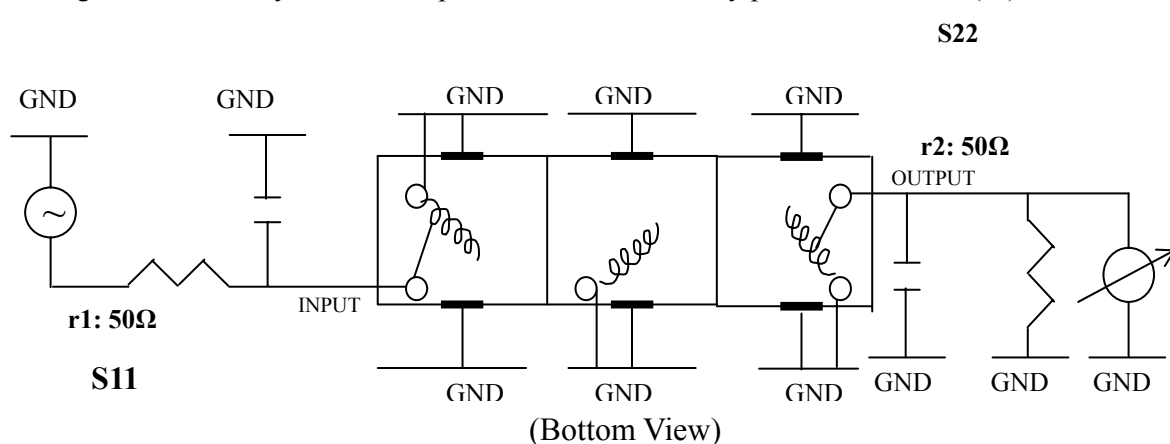 S22
GND GND GND GND GND
r2: 50Ω
OUTPUT
~
INPUT
r1: 50Ω
S11
GND GND GND GND GND GND
(Bottom View)